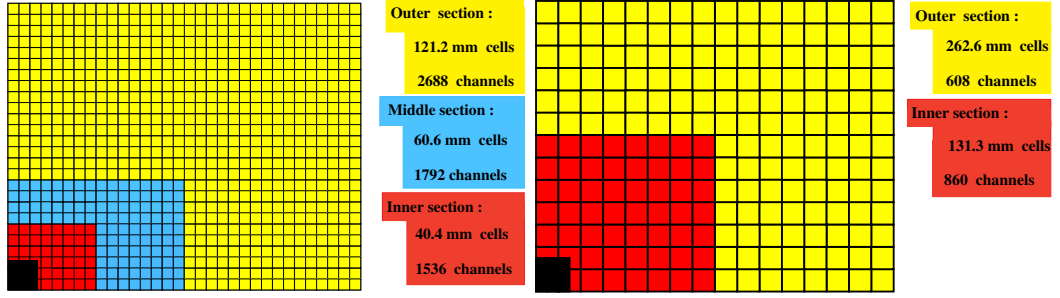 Outer section :
121.2 mm cells
2688 channels
Middle section :
60.6 mm cells
1792 channels
Inner section :
40.4 mm cells
1536 channels
Outer section :
262.6 mm cells
608 channels
Inner section :
131.3 mm cells
860 channels